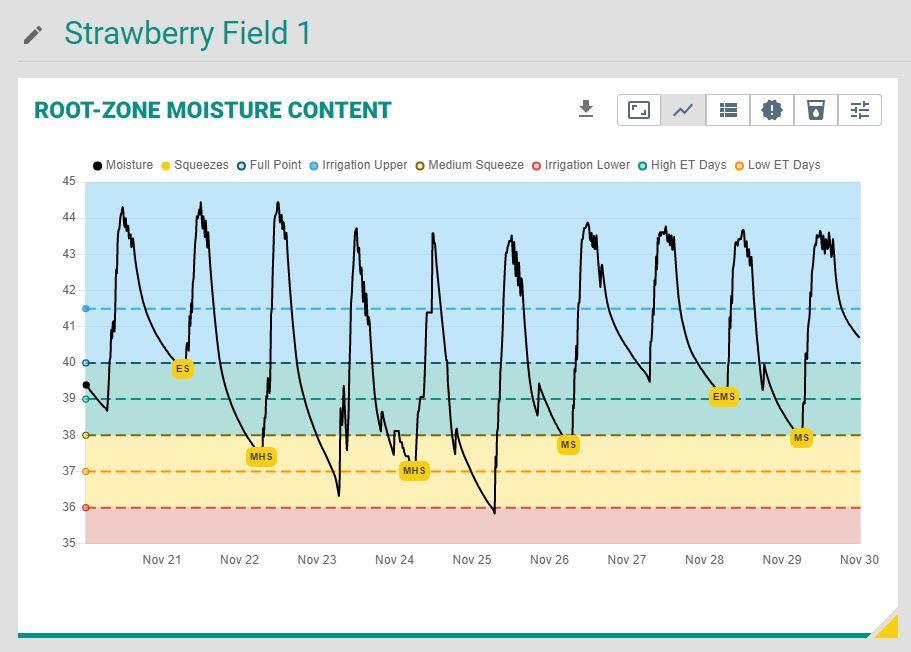 Strawberry Field 1
ROOT-ZONE MOISTURE CONTENT
Moisture Squeezes Full Point Irrigation Upper Medium Squeeze Irrigation Lower High ET Days Low ET Days
45
44
43
42
41
40
39
38
37
36
35
ES
MHS
MHS
MS
EMS
MS
Nov 21 Nov 22 Nov 23 Nov 24 Nov 25 Nov 26 Nov 27 Nov 28 Nov 29 Nov 30